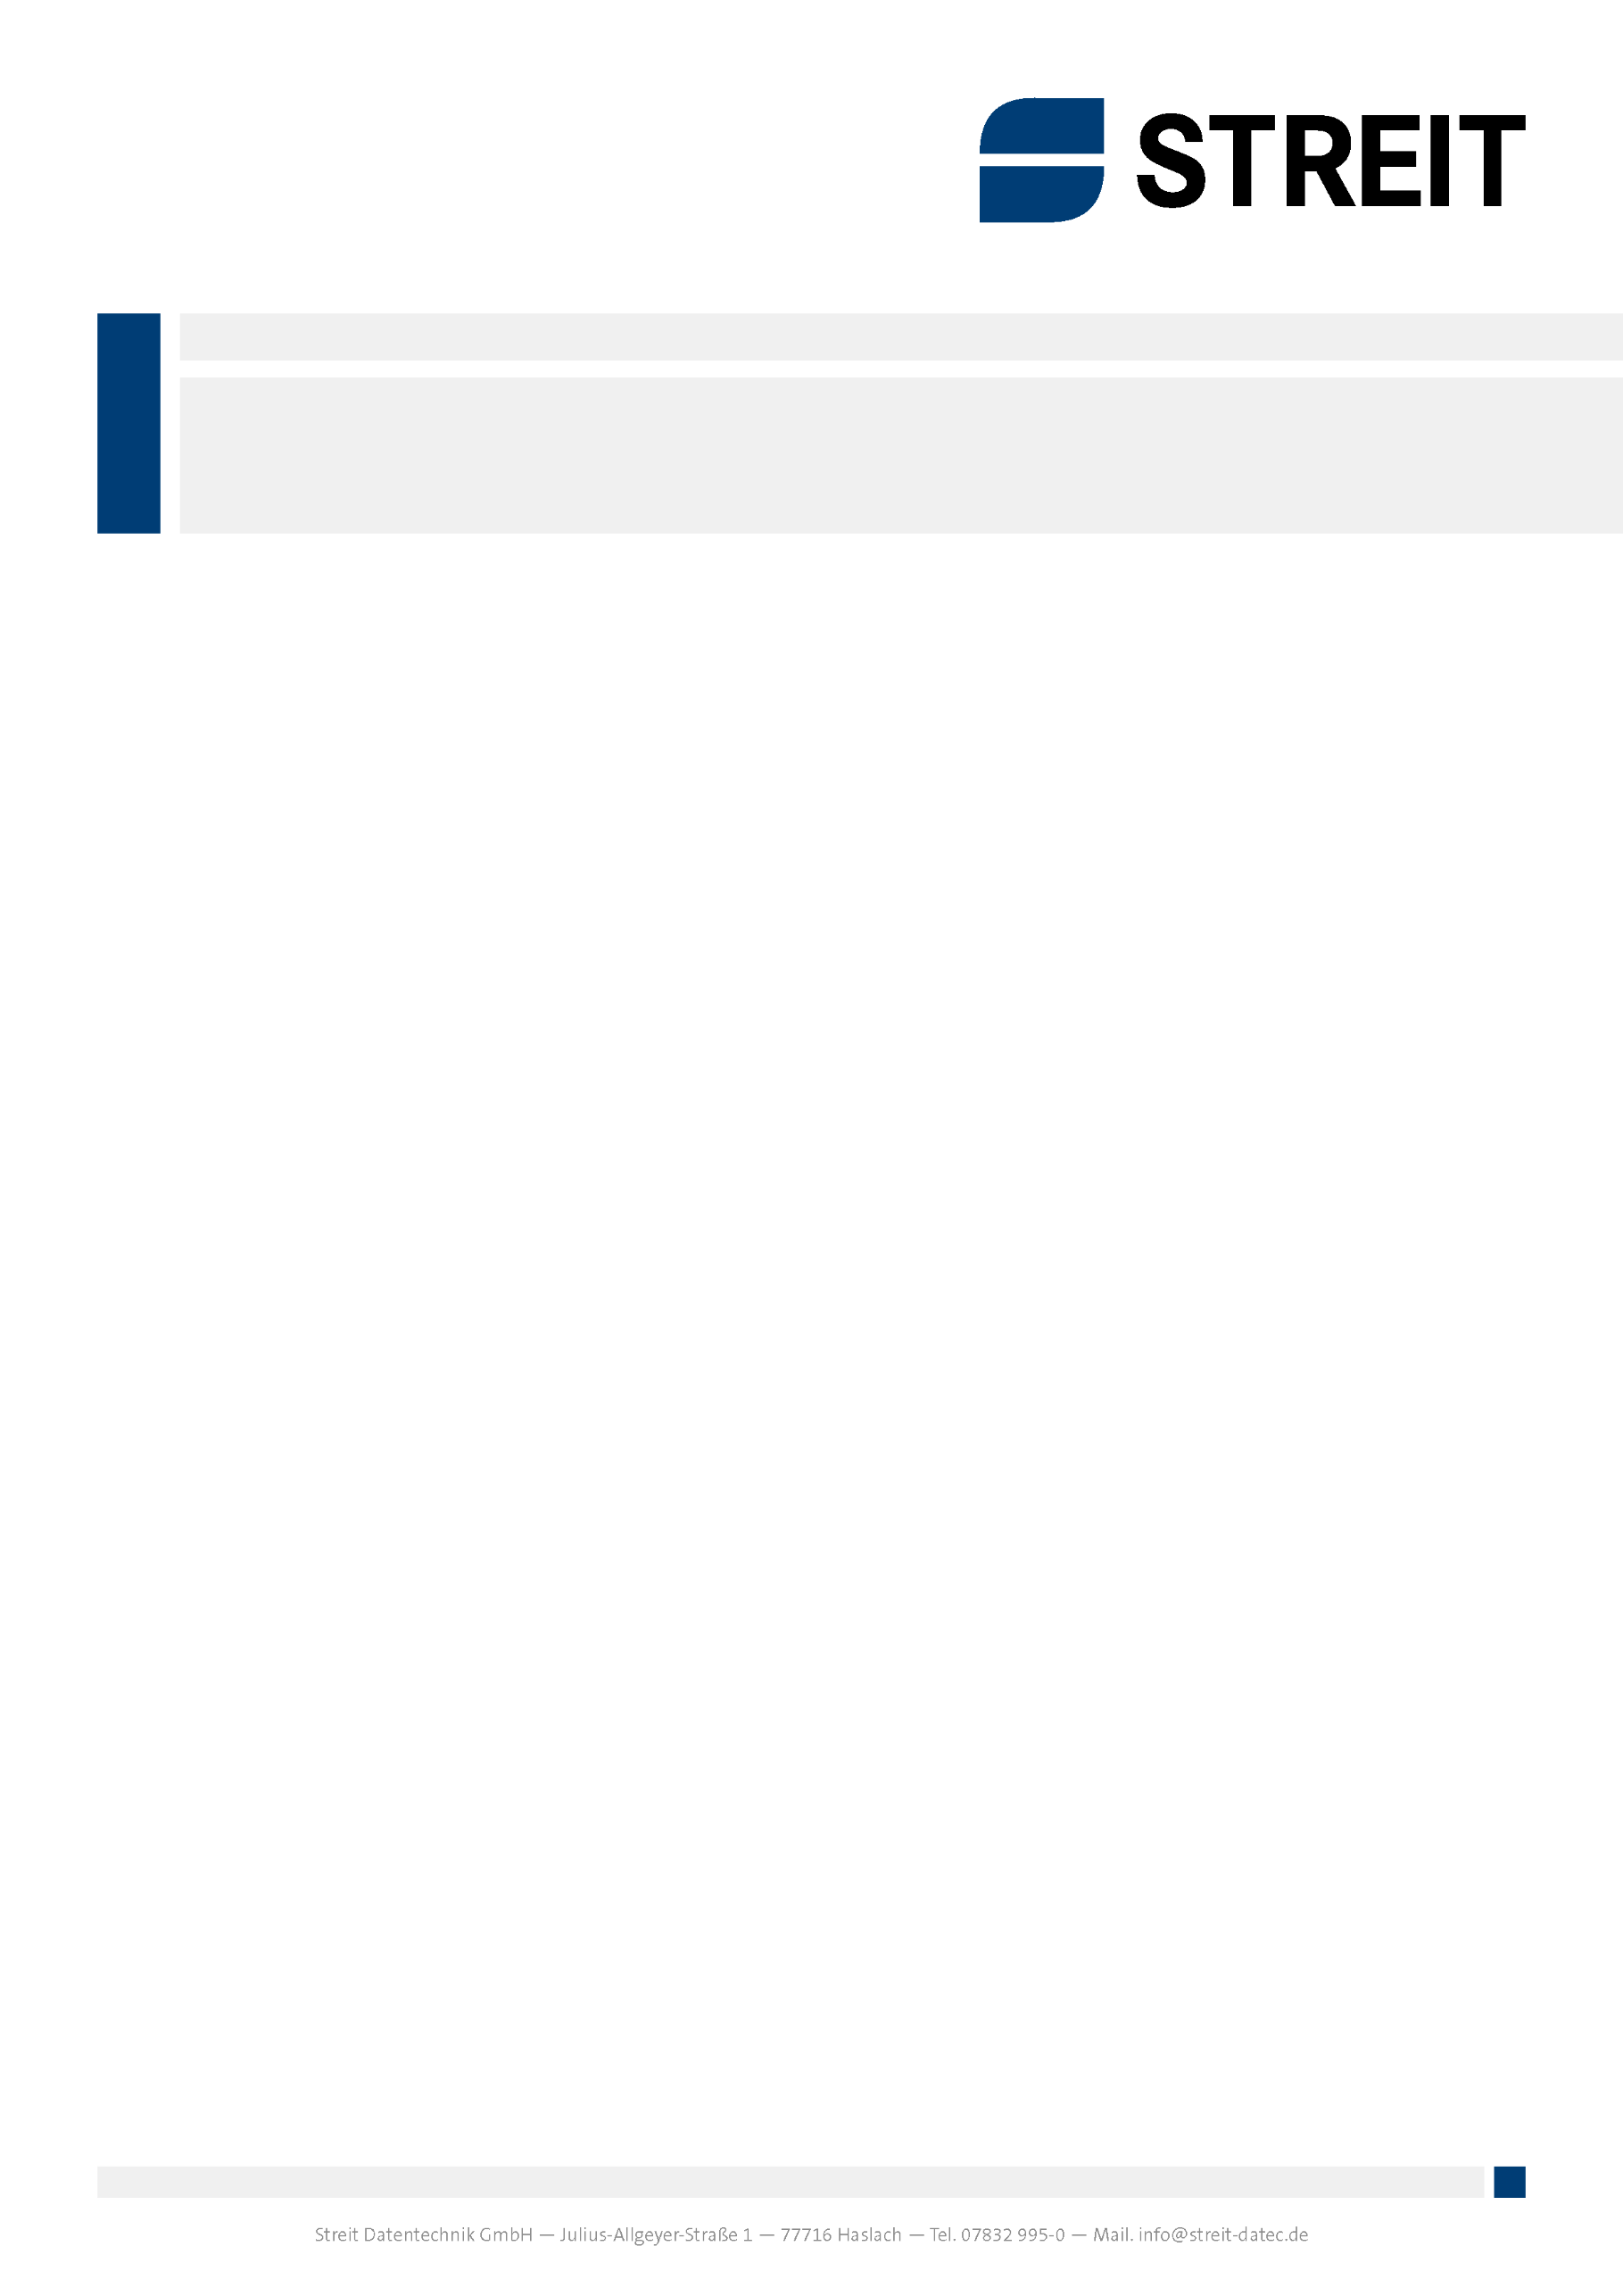 STREIT
Streit Datentechnik GmbH — Julius-Allgeyer-Straße 1 — 77716 Haslach — Tel. 07832 995-0 — Mail. info@streit-datec.de